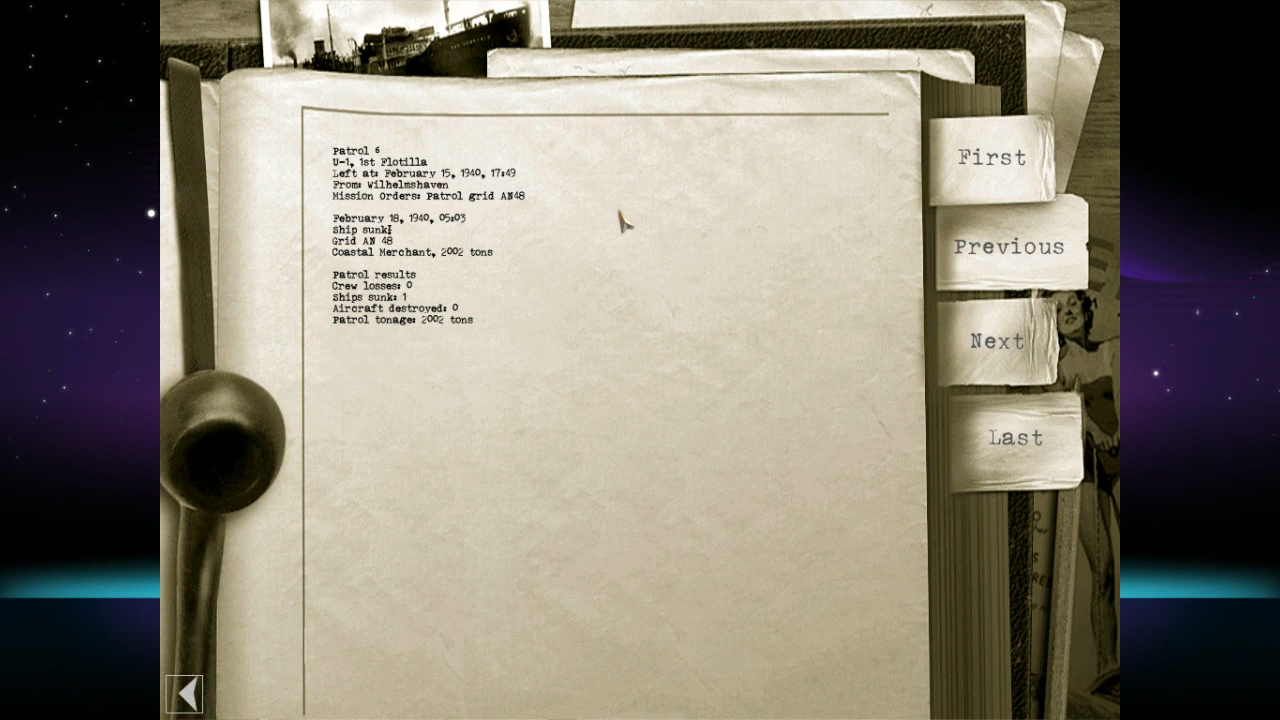 Patrol 6
U-1, 1st Flotilla
Left at: February 15, 1940, 17:49
From: Wilhelmshaven
Mission Orders: Patrol grid AN48
February 18, 1940, 05:03
Ship sunk!
Grid AN 48
Coastal Merchant, 2002 tons
Patrol results
Crew losses: 0
Ships sunk: 1
Aircraft destroyed: 0
Patrol tonage: 2002 tons
First
Previous
Next
Last